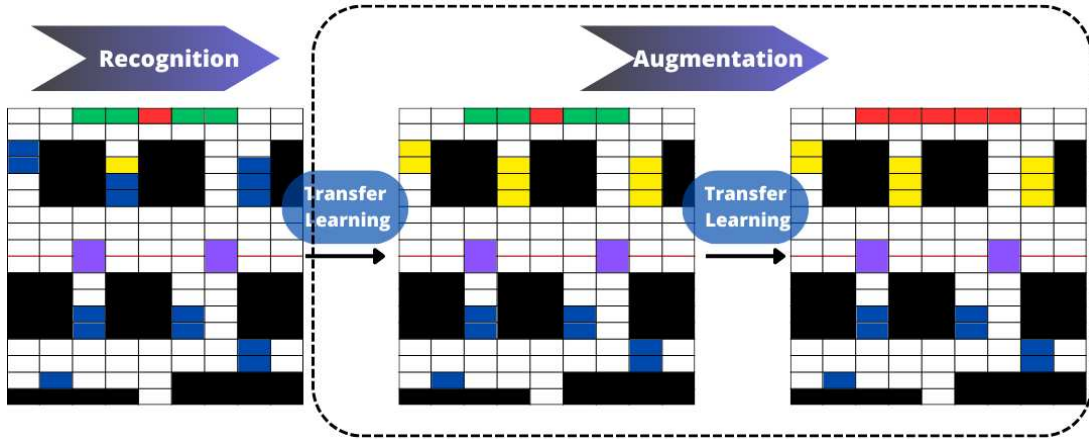 Recognition
Augmentation
Transfer
Learning
Transfer
Learning